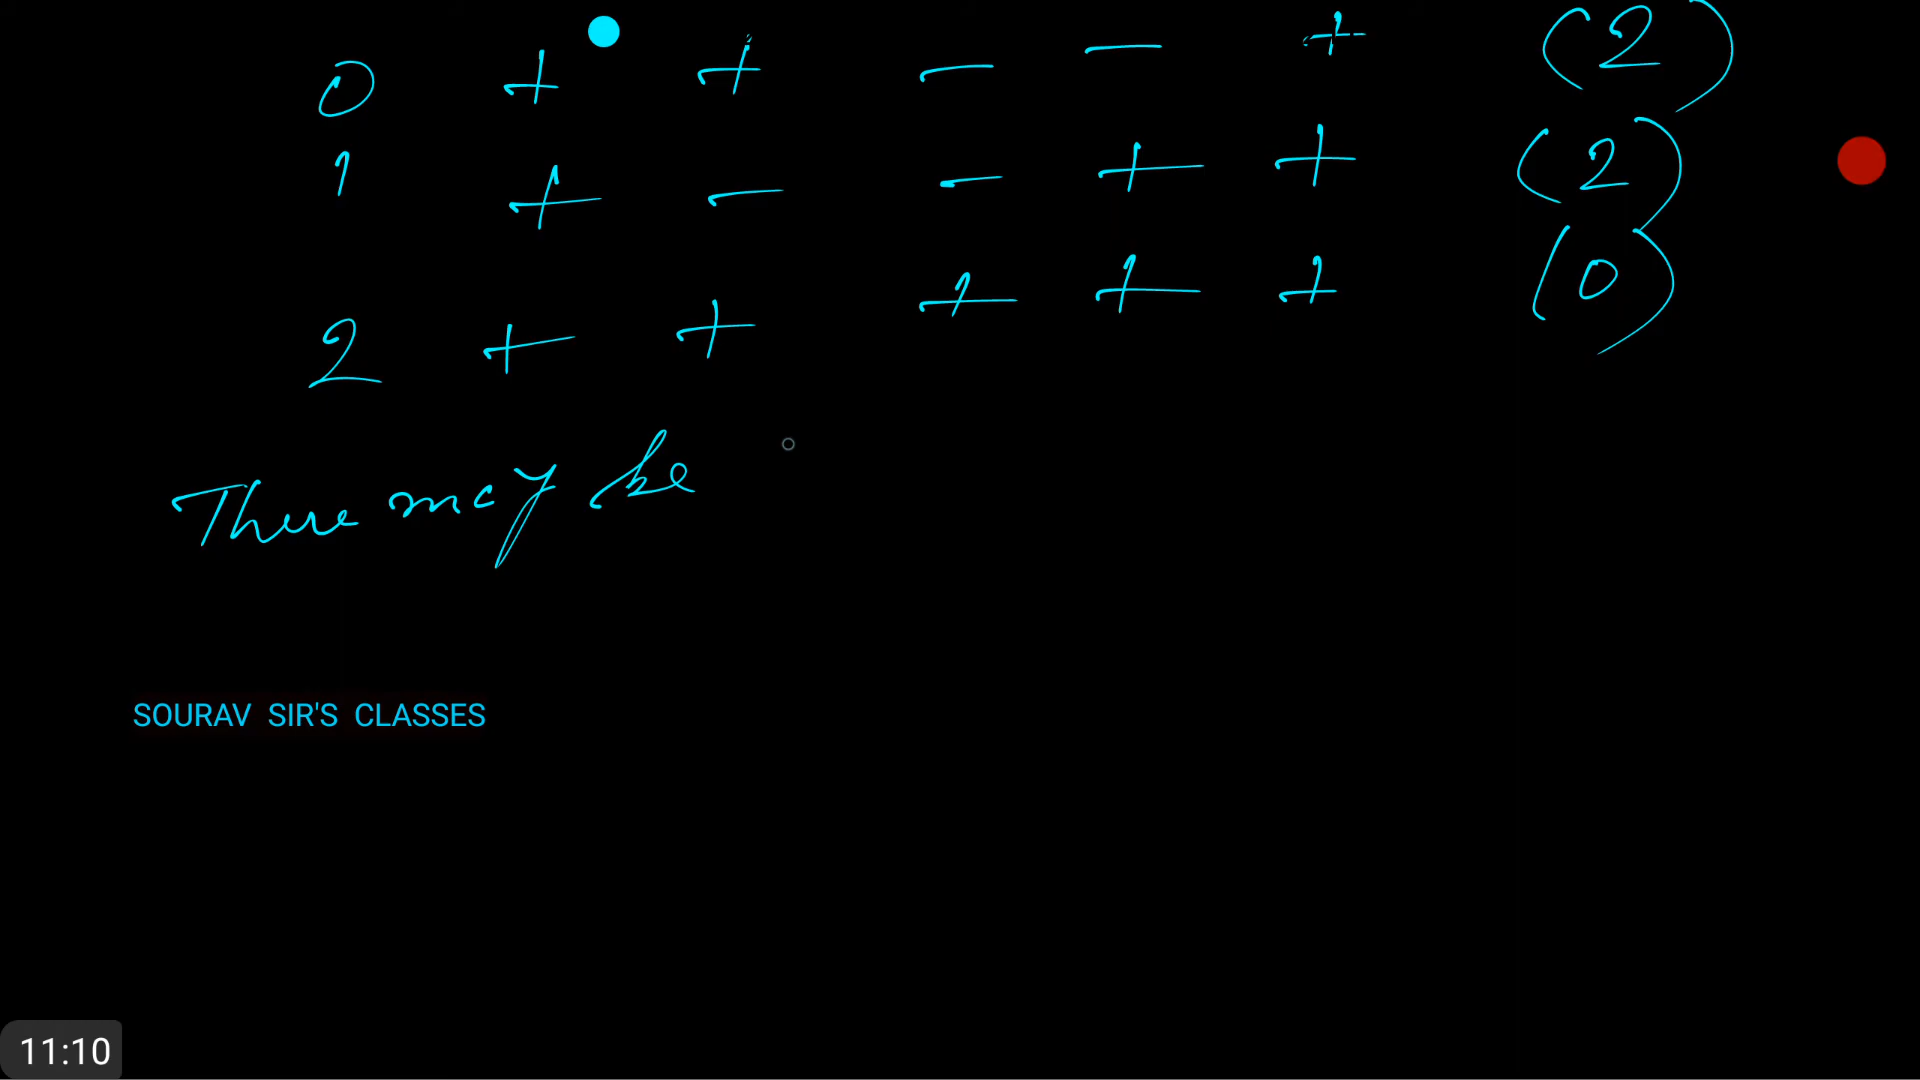 0 + + - - + (2)
1 + - - + + (2)
2 + + + + + (0)
There may be
SOURAV SIR'S CLASSES
11:10